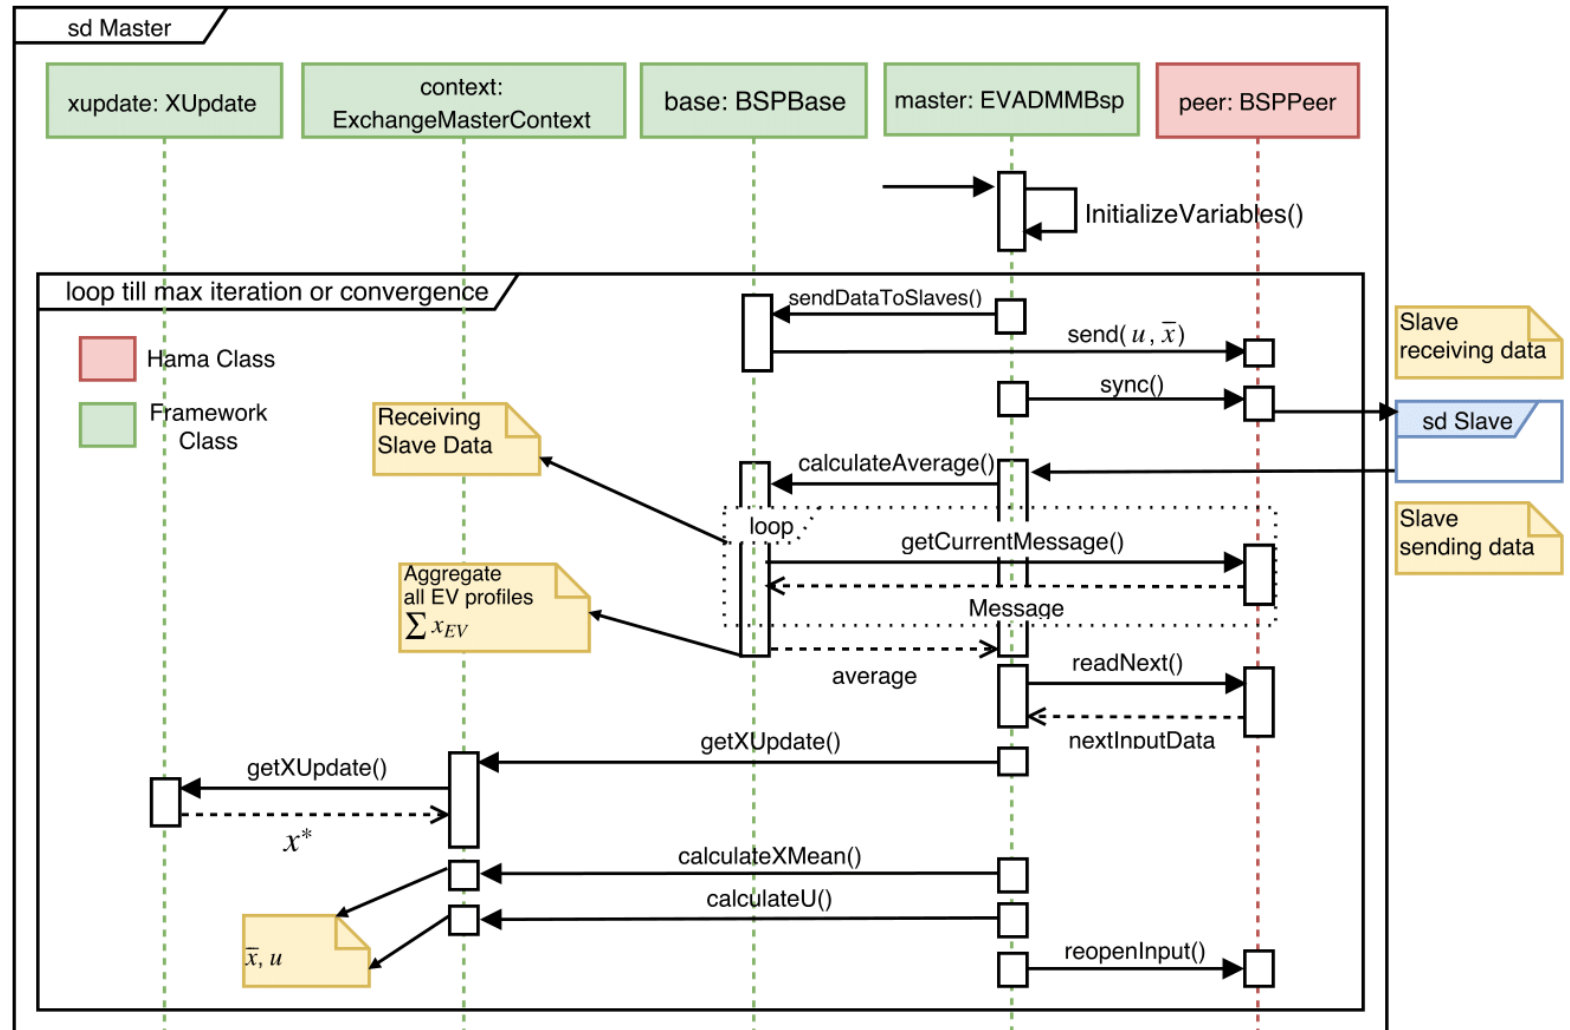 sd Master
xupdate: XUpdate
context:
ExchangeMasterContext
base: BSPBase
master: EVADMMBsp
peer: BSPPeer
InitializeVariables()
loop till max iteration or convergence
sendDataToSlaves()
send( u , x̅ )
Slave
receiving data
Hama Class
sync()
Framework
Class
Receiving
Slave Data
sd Slave
calculateAverage()
loop
getCurrentMessage()
Slave
sending data
Aggregate
all EV profiles
∑ x_EV
Message
average
readNext()
nextInputData
getXUpdate()
getXUpdate()
x*
calculateXMean()
calculateU()
x̅, u
reopenInput()